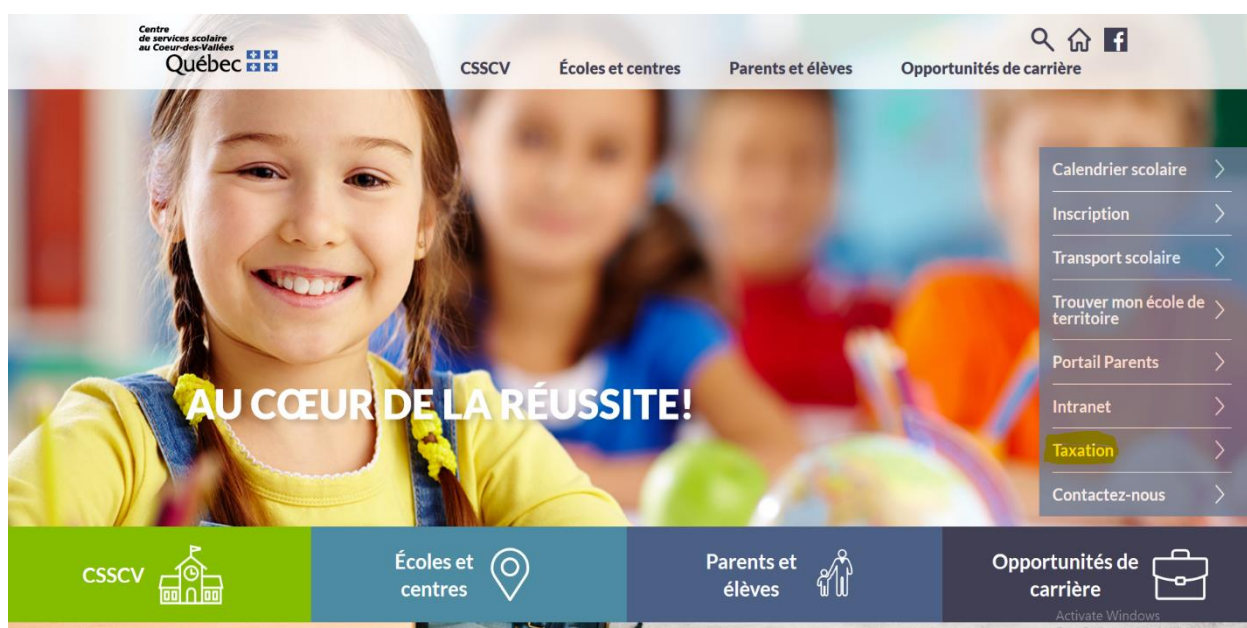 Centre
de services scolaire
au Coeur-des-Vallées
Québec
CSSCV
Écoles et centres
Parents et élèves
Opportunités de carrière
Calendrier scolaire
Inscription
Transport scolaire
Trouver mon école de
territoire
Portail Parents
Intranet
Taxation
Contactez-nous
AU CŒUR DE LA RÉUSSITE!
CSSCV
Écoles et
centres
Parents et
élèves
Opportunités de
carrière
Activate Windows